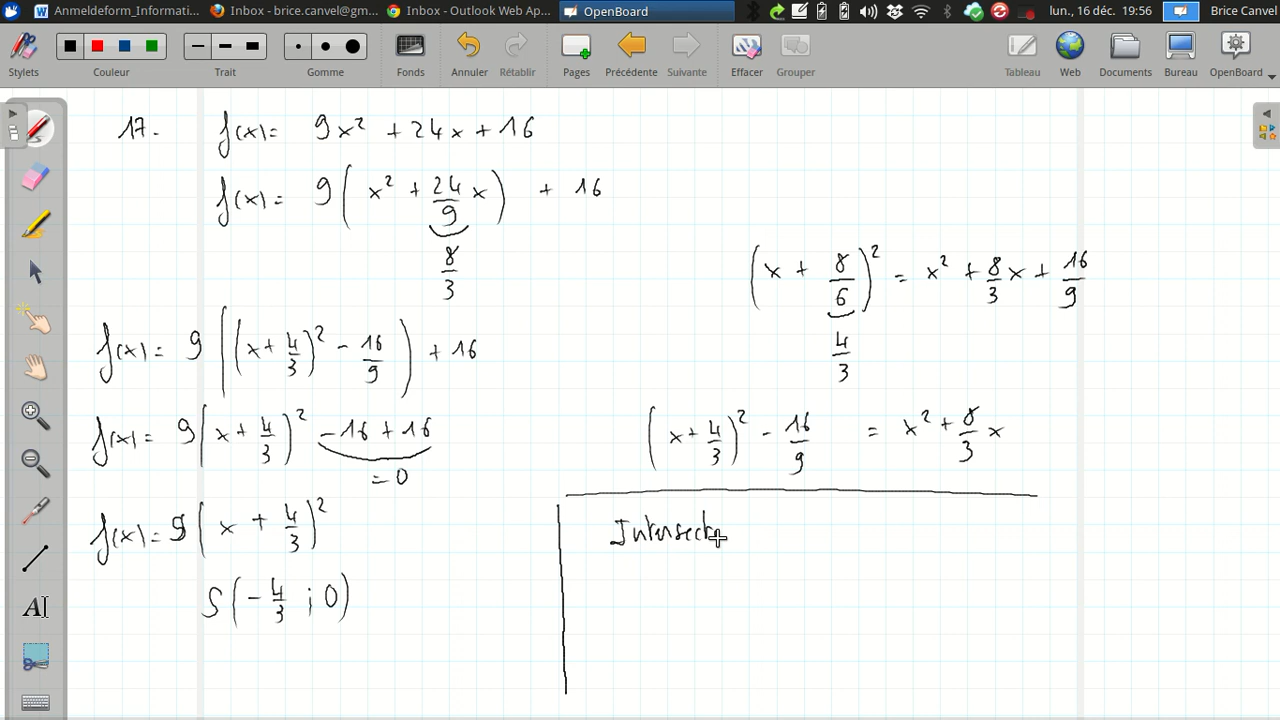 Anmeldeform_Informati... Inbox - brice.canvel@gm... Inbox - Outlook Web Ap... OpenBoard lun., 16 déc. 19:56 Brice Canvel
Stylets Couleur Trait Gomme Fonds Annuler Rétablir Pages Précédente Suivante Effacer Grouper Tableau Web Documents Bureau OpenBoard
17. f(x) = 9x² + 24x + 16
f(x) = 9(x² + 24/9 x) + 16
8/3
(x + 8/6)² = x² + 8/3 x + 16/9
4/3
f(x) = 9((x + 4/3)² - 16/9) + 16
f(x) = 9(x + 4/3)² - 16 + 16
= 0
(x + 4/3)² - 16/9 = x² + 8/3 x
f(x) = 9(x + 4/3)²
S(-4/3 ; 0)
Intersect